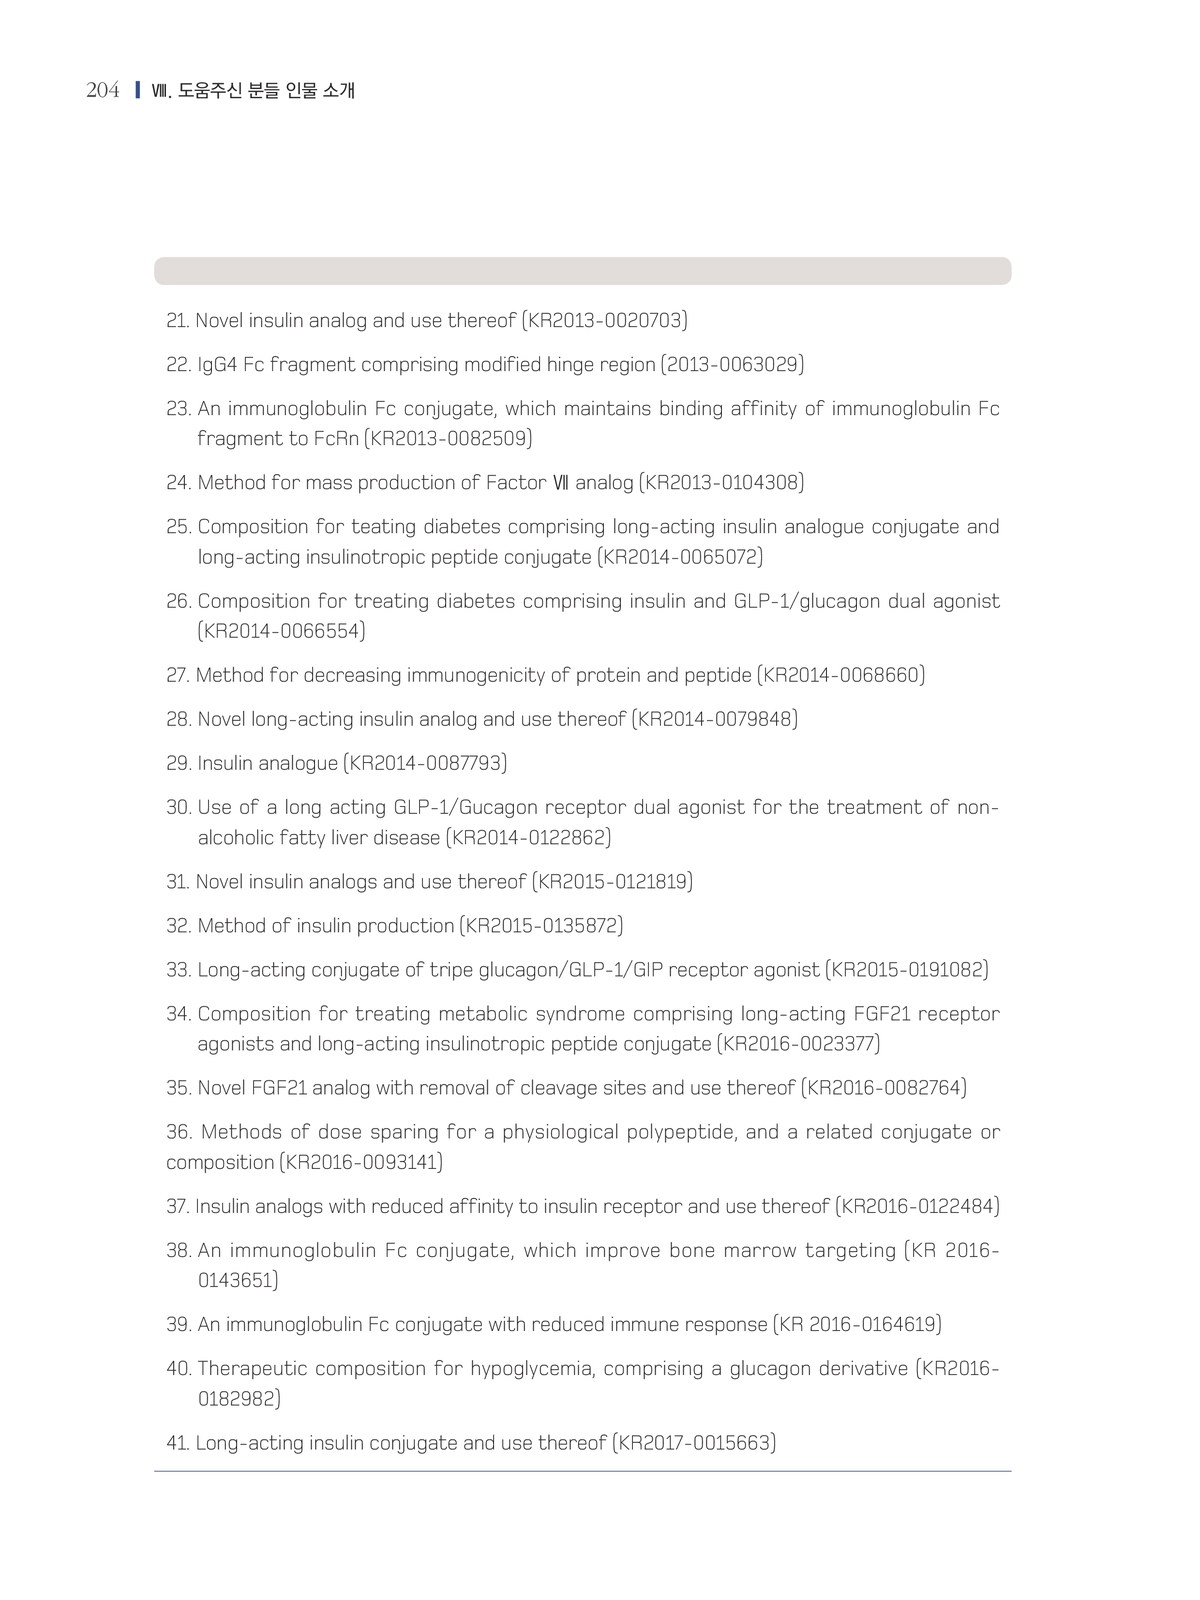 204 Ⅷ. 도움주신 분들 인물 소개
21. Novel insulin analog and use thereof (KR2013-0020703)
22. IgG4 Fc fragment comprising modified hinge region (2013-0063029)
23. An immunoglobulin Fc conjugate, which maintains binding affinity of immunoglobulin Fc
fragment to FcRn (KR2013-0082509)
24. Method for mass production of Factor Ⅶ analog (KR2013-0104308)
25. Composition for teating diabetes comprising long-acting insulin analogue conjugate and
long-acting insulinotropic peptide conjugate (KR2014-0065072)
26. Composition for treating diabetes comprising insulin and GLP-1/glucagon dual agonist
(KR2014-0066554)
27. Method for decreasing immunogenicity of protein and peptide (KR2014-0068660)
28. Novel long-acting insulin analog and use thereof (KR2014-0079848)
29. Insulin analogue (KR2014-0087793)
30. Use of a long acting GLP-1/Gucagon receptor dual agonist for the treatment of non-
alcoholic fatty liver disease (KR2014-0122862)
31. Novel insulin analogs and use thereof (KR2015-0121819)
32. Method of insulin production (KR2015-0135872)
33. Long-acting conjugate of tripe glucagon/GLP-1/GIP receptor agonist (KR2015-0191082)
34. Composition for treating metabolic syndrome comprising long-acting FGF21 receptor
agonists and long-acting insulinotropic peptide conjugate (KR2016-0023377)
35. Novel FGF21 analog with removal of cleavage sites and use thereof (KR2016-0082764)
36. Methods of dose sparing for a physiological polypeptide, and a related conjugate or
composition (KR2016-0093141)
37. Insulin analogs with reduced affinity to insulin receptor and use thereof (KR2016-0122484)
38. An immunoglobulin Fc conjugate, which improve bone marrow targeting (KR 2016-
0143651)
39. An immunoglobulin Fc conjugate with reduced immune response (KR 2016-0164619)
40. Therapeutic composition for hypoglycemia, comprising a glucagon derivative (KR2016-
0182982)
41. Long-acting insulin conjugate and use thereof (KR2017-0015663)